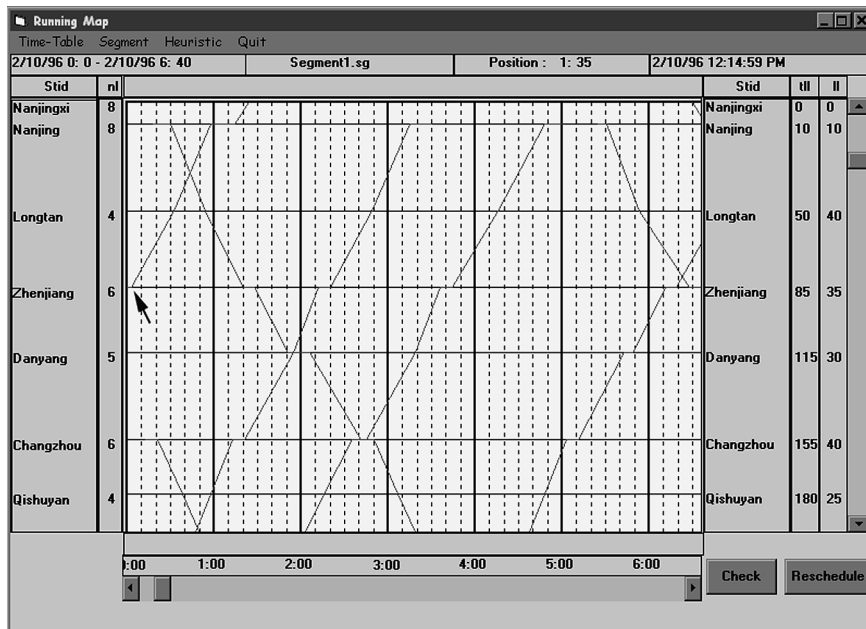 Running Map
Time-Table Segment Heuristic Quit
2/10/96 0: 0 - 2/10/96 6: 40 Segment1.sg Position : 1: 35 2/10/96 12:14:59 PM
Stid nl Stid tll ll
Nanjingxi 8 Nanjingxi 0 0
Nanjing 8 Nanjing 10 10
Longtan 4 Longtan 50 40
Zhenjiang 6 Zhenjiang 85 35
Danyang 5 Danyang 115 30
Changzhou 6 Changzhou 155 40
Qishuyan 4 Qishuyan 180 25
):00 1:00 2:00 3:00 4:00 5:00 6:00
Check Reschedule